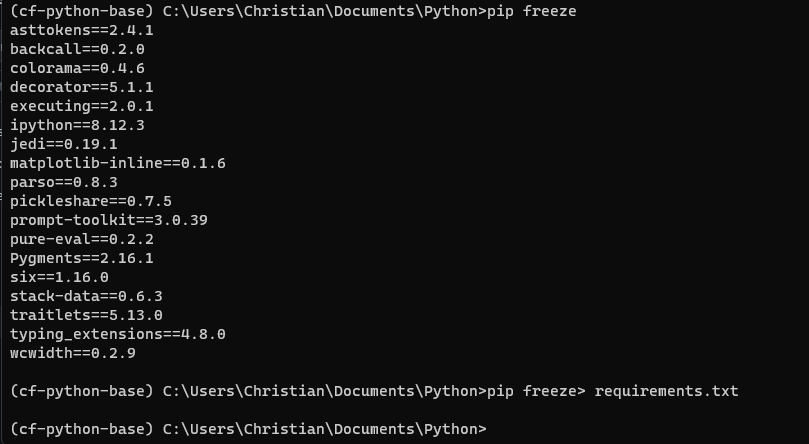 (cf-python-base) C:\Users\Christian\Documents\Python>pip freeze
asttokens==2.4.1
backcall==0.2.0
colorama==0.4.6
decorator==5.1.1
executing==2.0.1
ipython==8.12.3
jedi==0.19.1
matplotlib-inline==0.1.6
parso==0.8.3
pickleshare==0.7.5
prompt-toolkit==3.0.39
pure-eval==0.2.2
Pygments==2.16.1
six==1.16.0
stack-data==0.6.3
traitlets==5.13.0
typing_extensions==4.8.0
wcwidth==0.2.9
(cf-python-base) C:\Users\Christian\Documents\Python>pip freeze> requirements.txt
(cf-python-base) C:\Users\Christian\Documents\Python>